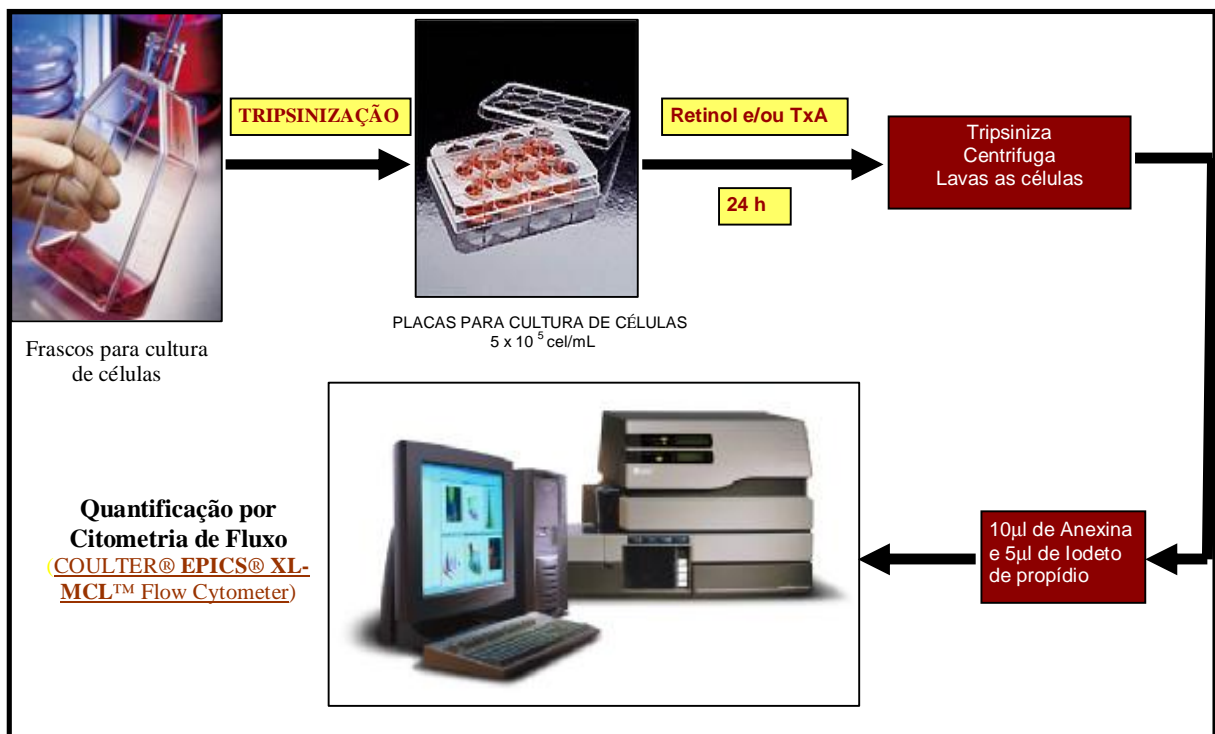 TRIPSINIZAÇÃO
Retinol e/ou TxA
24 h
Tripsiniza
Centrifuga
Lavas as células
Frascos para cultura
de células
PLACAS PARA CULTURA DE CÉLULAS
5 x 10 ⁵ cel/mL
Quantificação por
Citometria de Fluxo
(COULTER® EPICS® XL-
MCL™ Flow Cytometer)
10µl de Anexina
e 5µl de Iodeto
de propídio